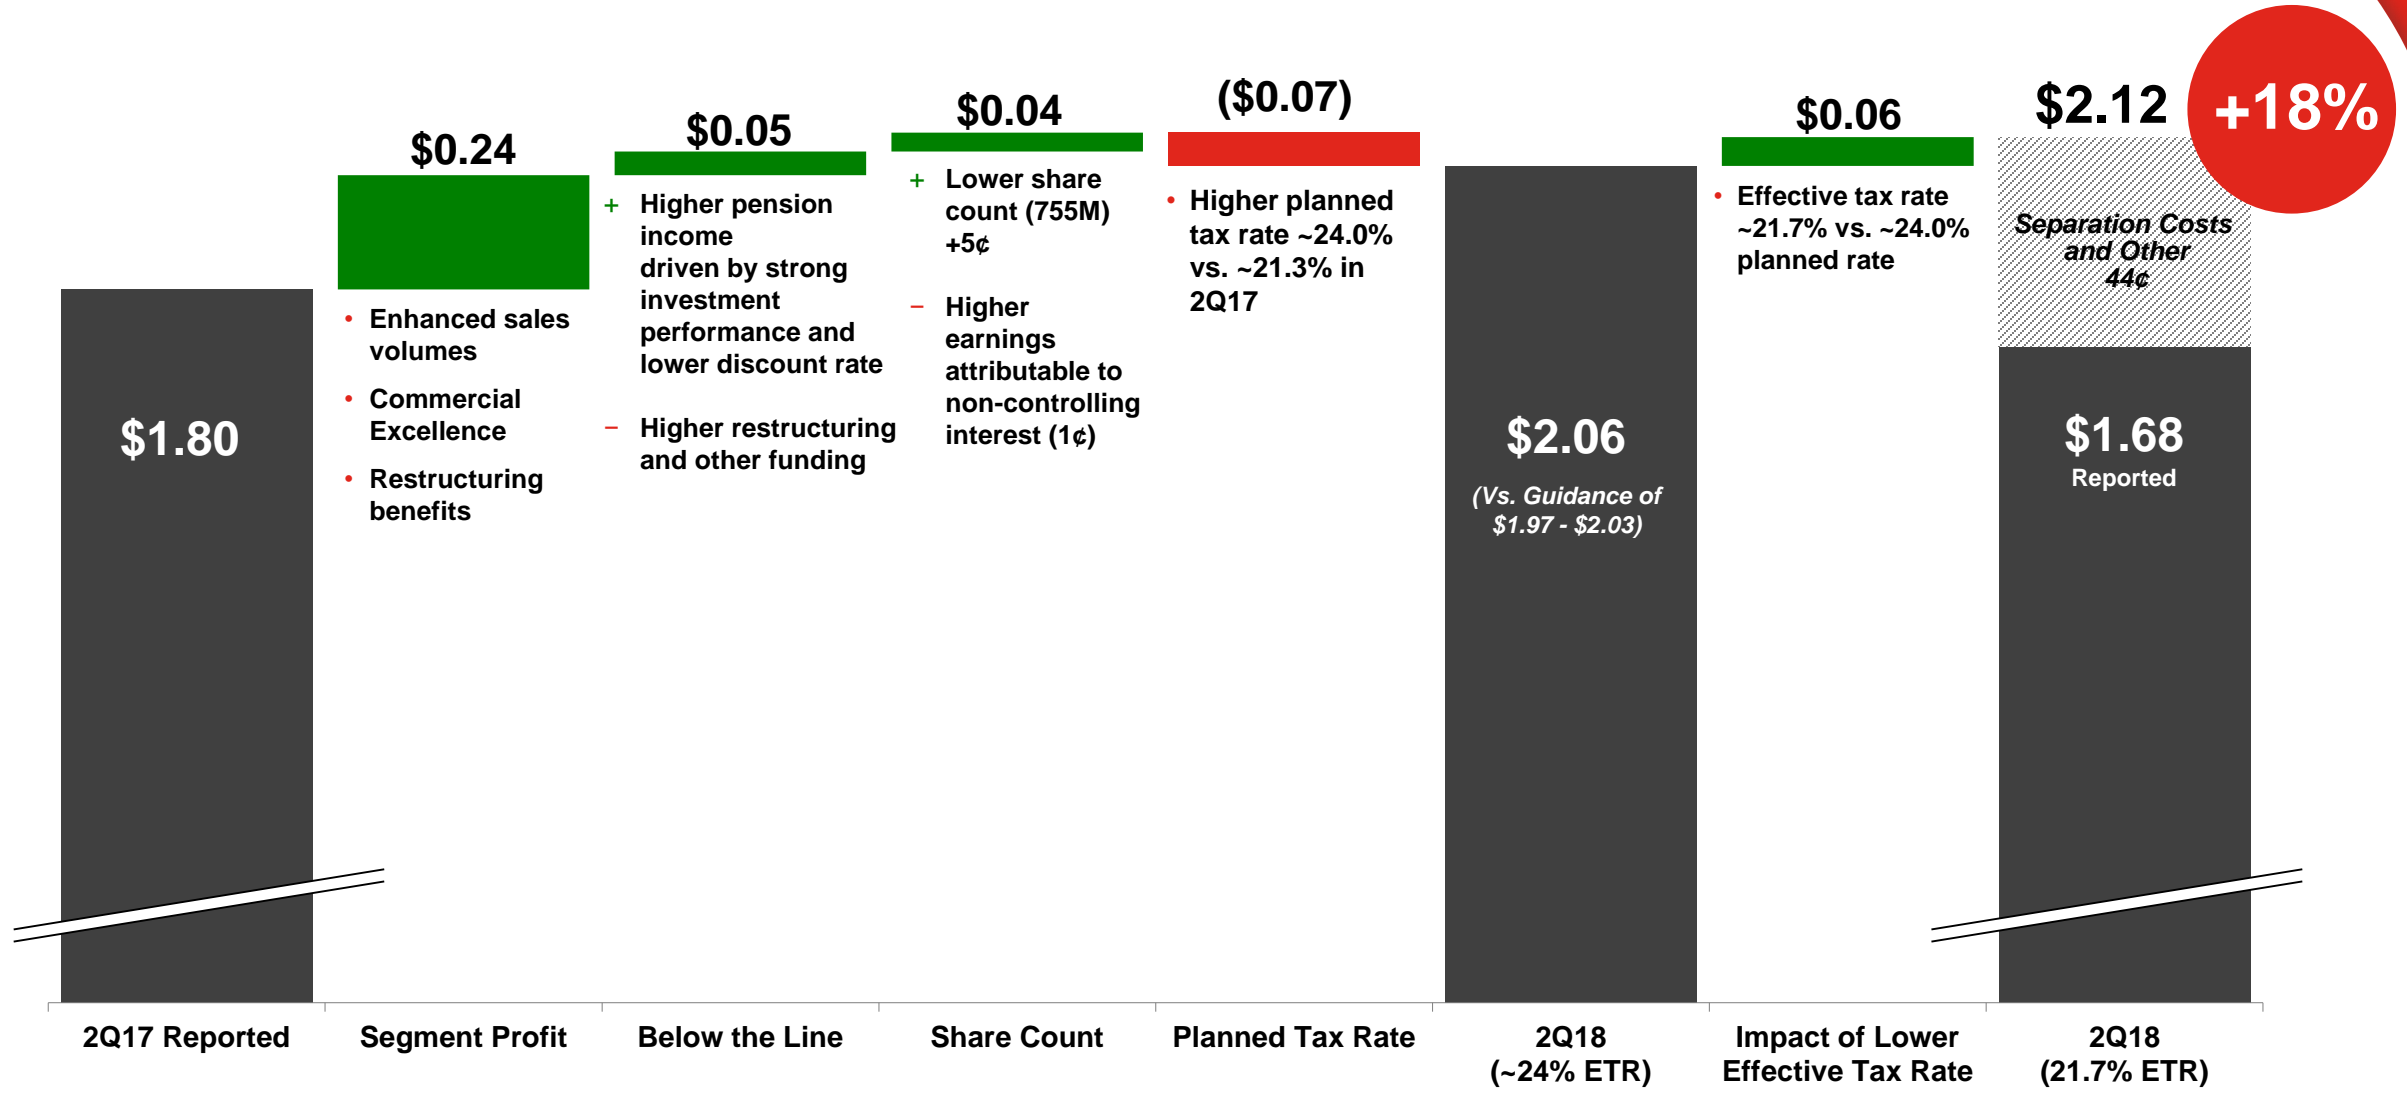 $0.24
$0.05
$0.04
($0.07)
$0.06
$2.12
+18%
$1.80
• Enhanced sales
volumes
• Commercial
Excellence
• Restructuring
benefits
+ Higher pension
income
driven by strong
investment
performance and
lower discount rate
– Higher restructuring
and other funding
+ Lower share
count (755M)
+5¢
– Higher
earnings
attributable to
non-controlling
interest (1¢)
• Higher planned
tax rate ~24.0%
vs. ~21.3% in
2Q17
$2.06
(Vs. Guidance of
$1.97 - $2.03)
• Effective tax rate
~21.7% vs. ~24.0%
planned rate
Separation Costs
and Other
44¢
$1.68
Reported
2Q17 Reported
Segment Profit
Below the Line
Share Count
Planned Tax Rate
2Q18
(~24% ETR)
Impact of Lower
Effective Tax Rate
2Q18
(21.7% ETR)